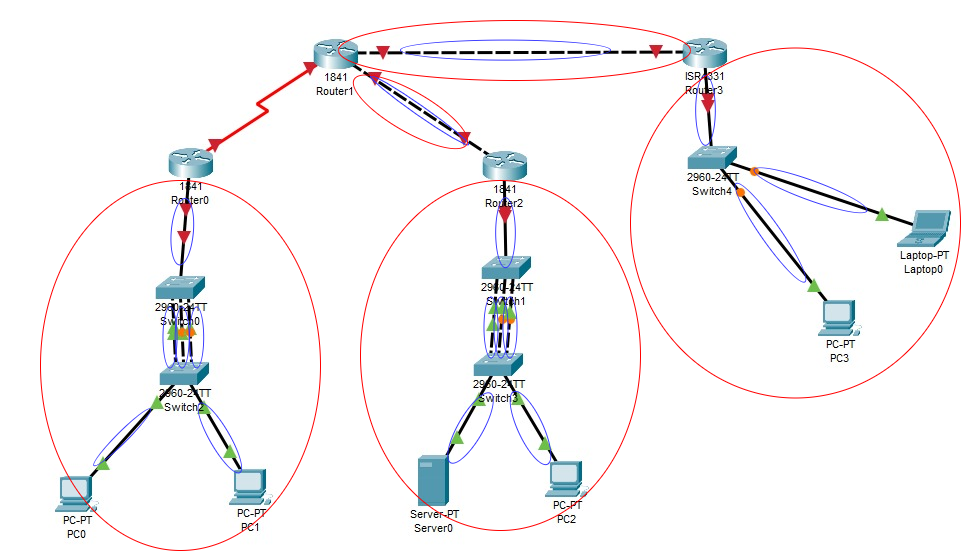 1841
Router1
ISR4331
Router3
1841
Router0
1841
Router2
2960-24TT
Switch4
Laptop-PT
Laptop0
2960-24TT
Switch0
2960-24TT
Switch1
PC-PT
PC3
2960-24TT
Switch2
2960-24TT
Switch3
PC-PT
PC0
PC-PT
PC1
Server-PT
Server0
PC-PT
PC2